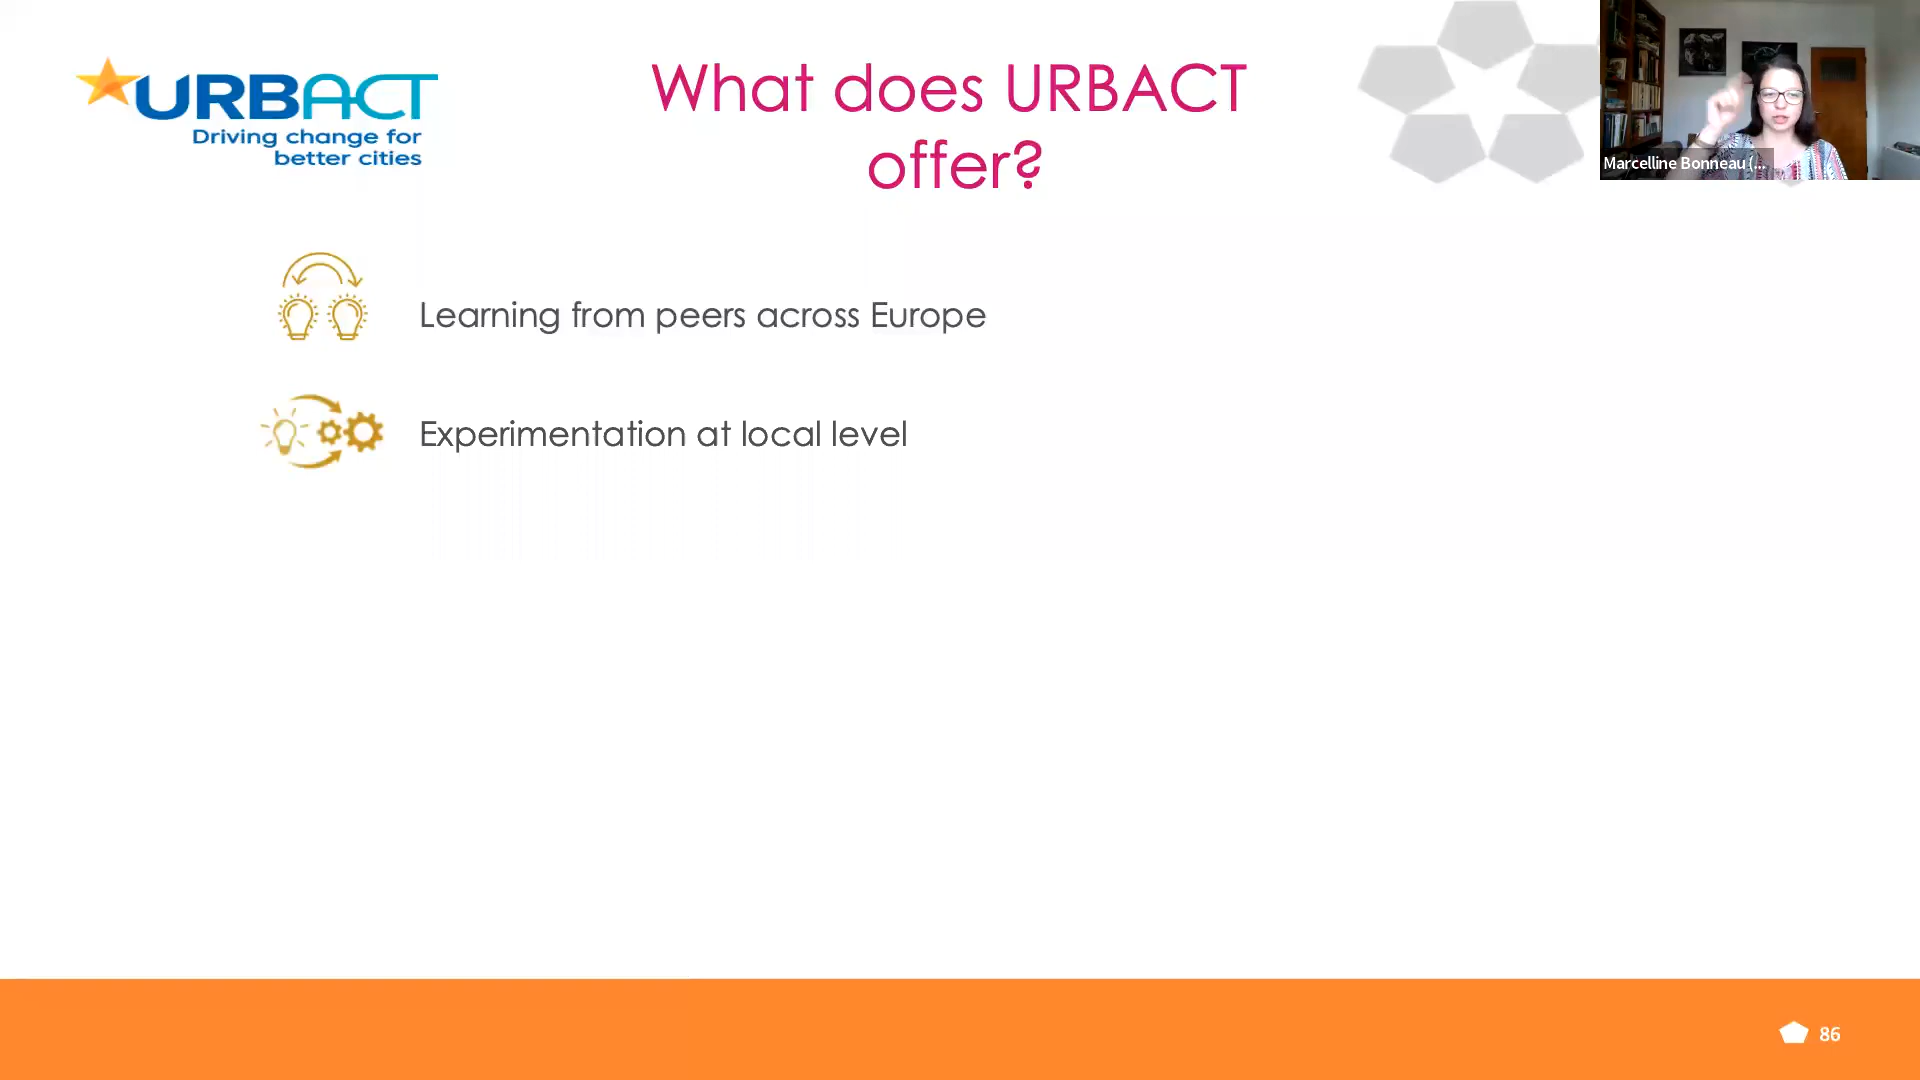 URBACT
Driving change for
better cities
What does URBACT
offer?
Marcelline Bonneau (...
Learning from peers across Europe
Experimentation at local level
86